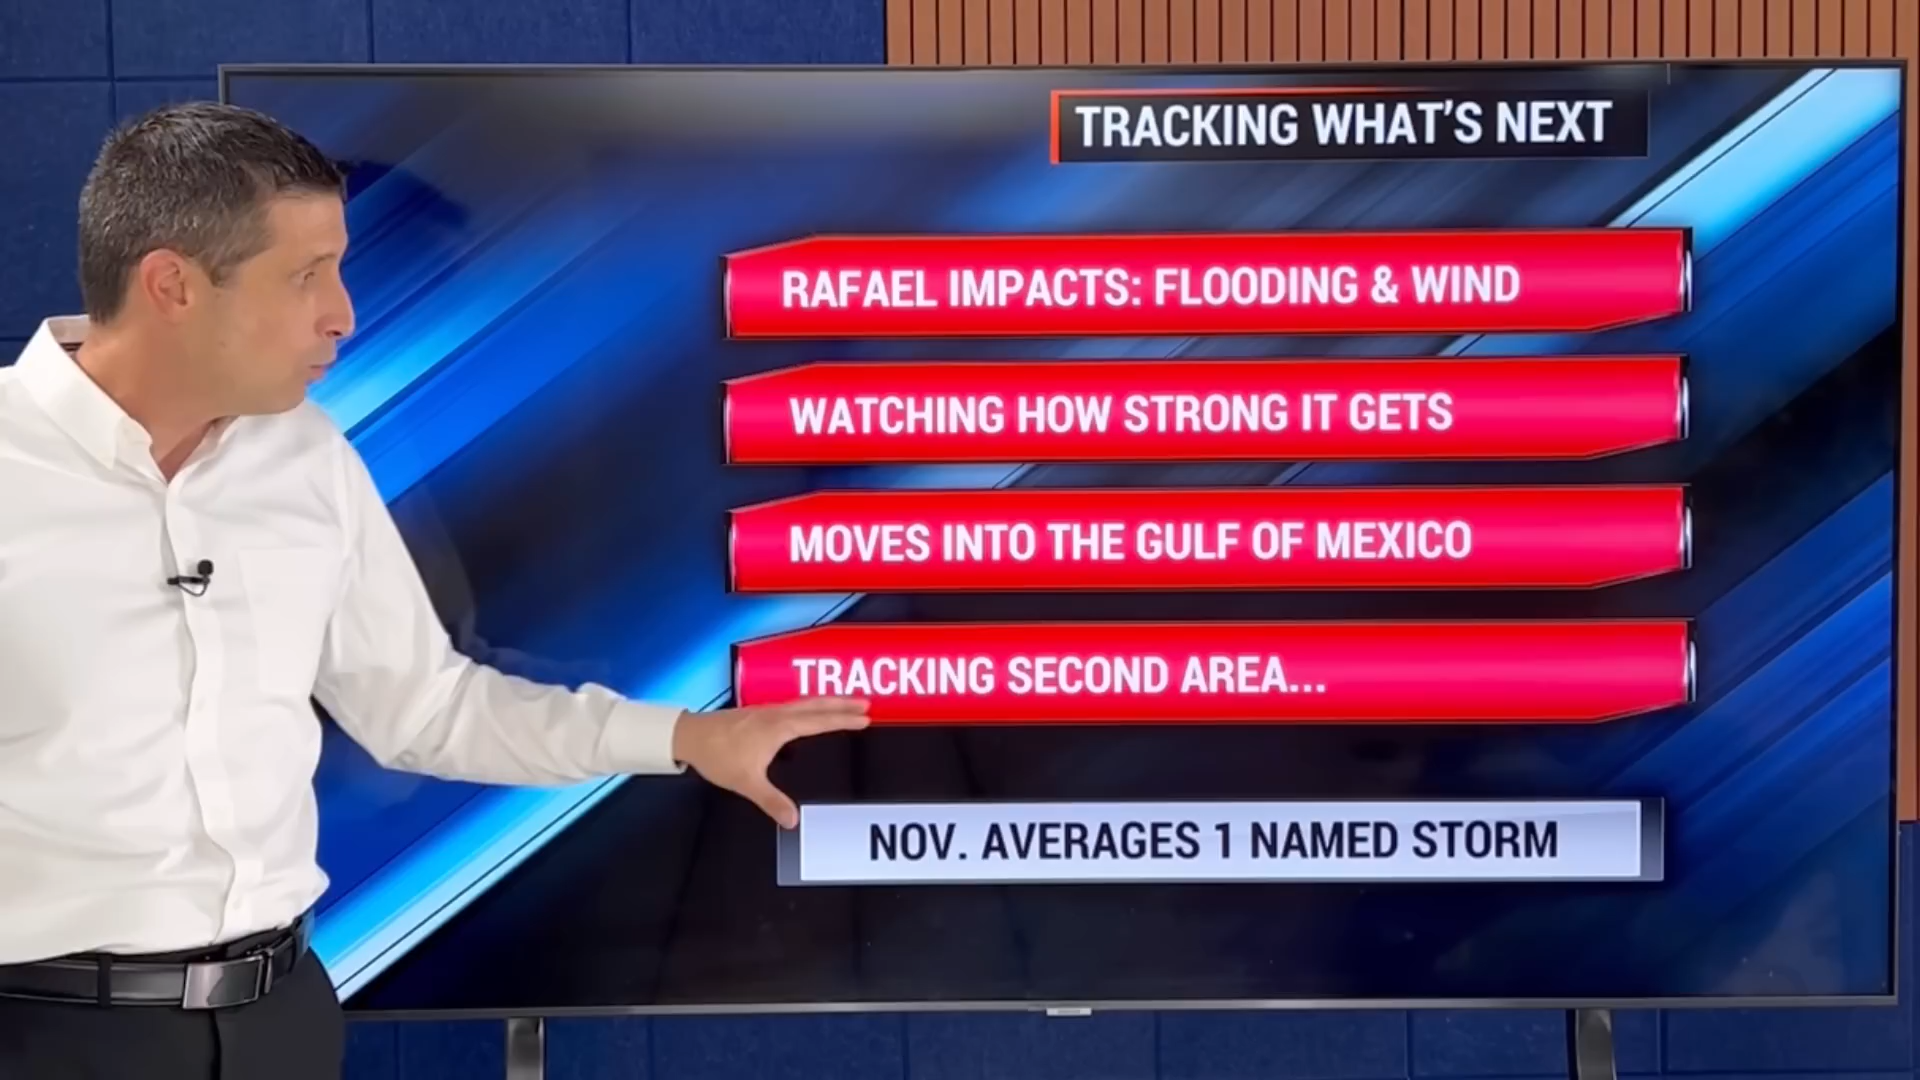 TRACKING WHAT'S NEXT
RAFAEL IMPACTS: FLOODING & WIND
WATCHING HOW STRONG IT GETS
MOVES INTO THE GULF OF MEXICO
TRACKING SECOND AREA...
NOV. AVERAGES 1 NAMED STORM